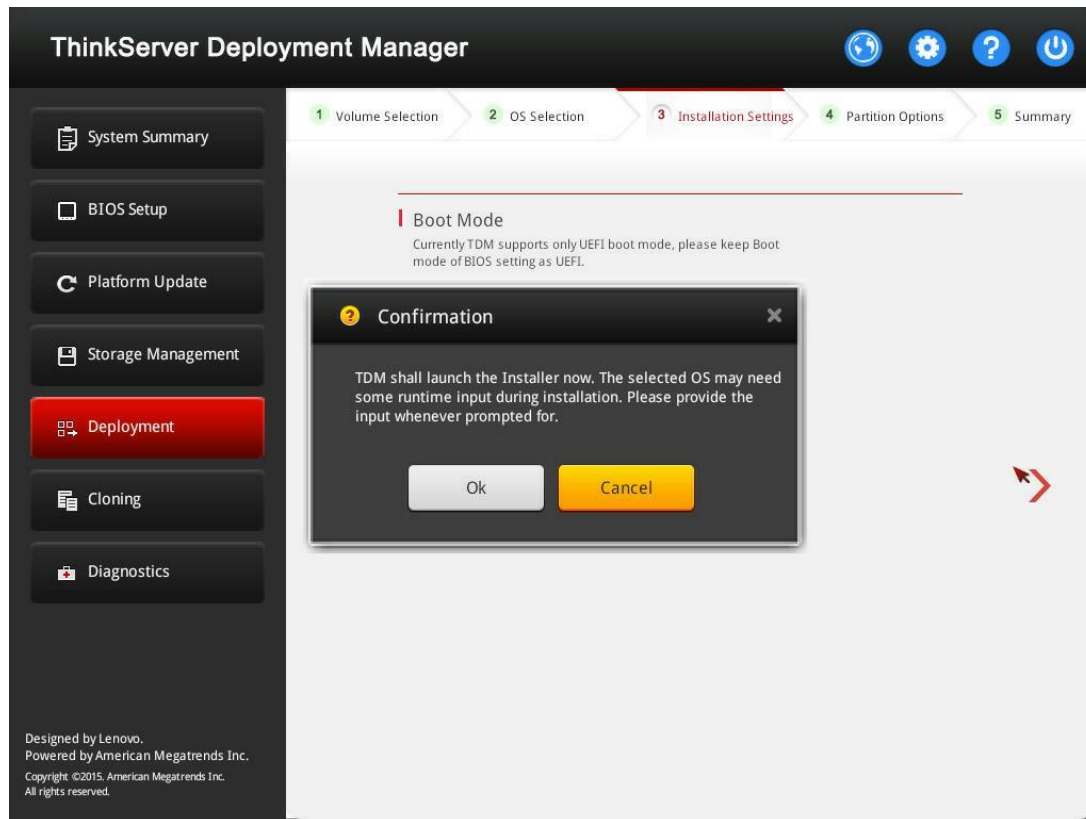 ThinkServer Deployment Manager
System Summary
BIOS Setup
Platform Update
Storage Management
Deployment
Cloning
Diagnostics
Designed by Lenovo.
Powered by American Megatrends Inc.
Copyright ©2015. American Megatrends Inc.
All rights reserved.
1 Volume Selection
2 OS Selection
3 Installation Settings
4 Partition Options
5 Summary
Boot Mode
Currently TDM supports only UEFI boot mode, please keep Boot
mode of BIOS setting as UEFI.
? Confirmation
TDM shall launch the Installer now. The selected OS may need
some runtime input during installation. Please provide the
input whenever prompted for.
Ok
Cancel